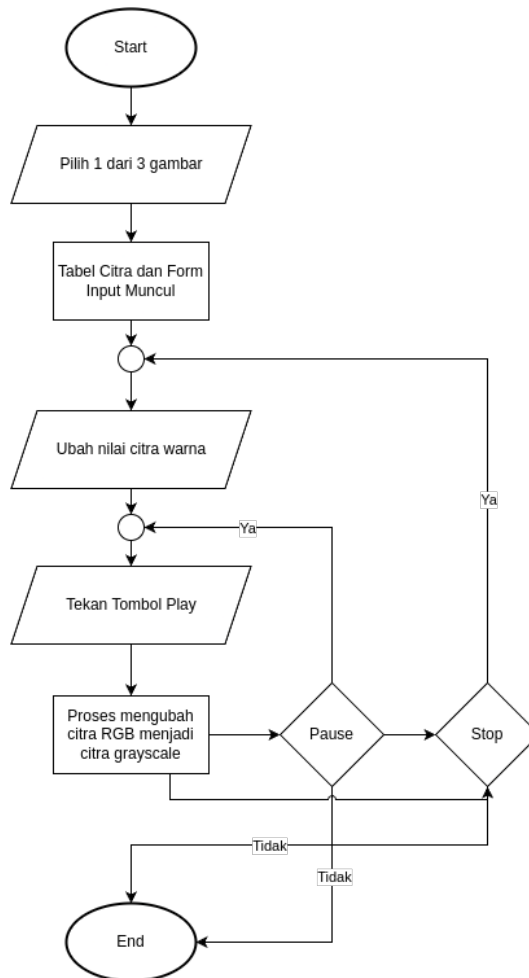 Start
Pilih 1 dari 3 gambar
Tabel Citra dan Form
Input Muncul
Ubah nilai citra warna
Ya
Ya
Tekan Tombol Play
Proses mengubah
citra RGB menjadi
citra grayscale
Pause
Stop
Tidak
Tidak
End